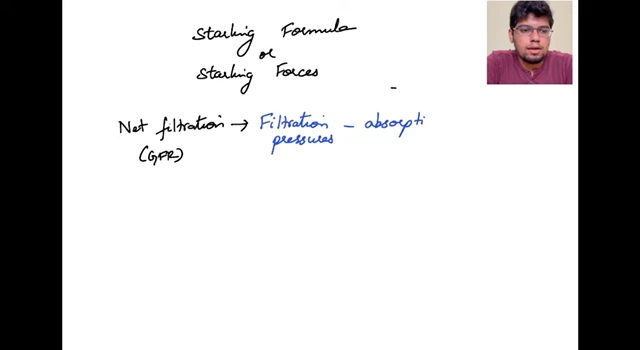 Starling Formula
or
Starling Forces
Net filtration → Filtration - absorpti
(GFR) pressures